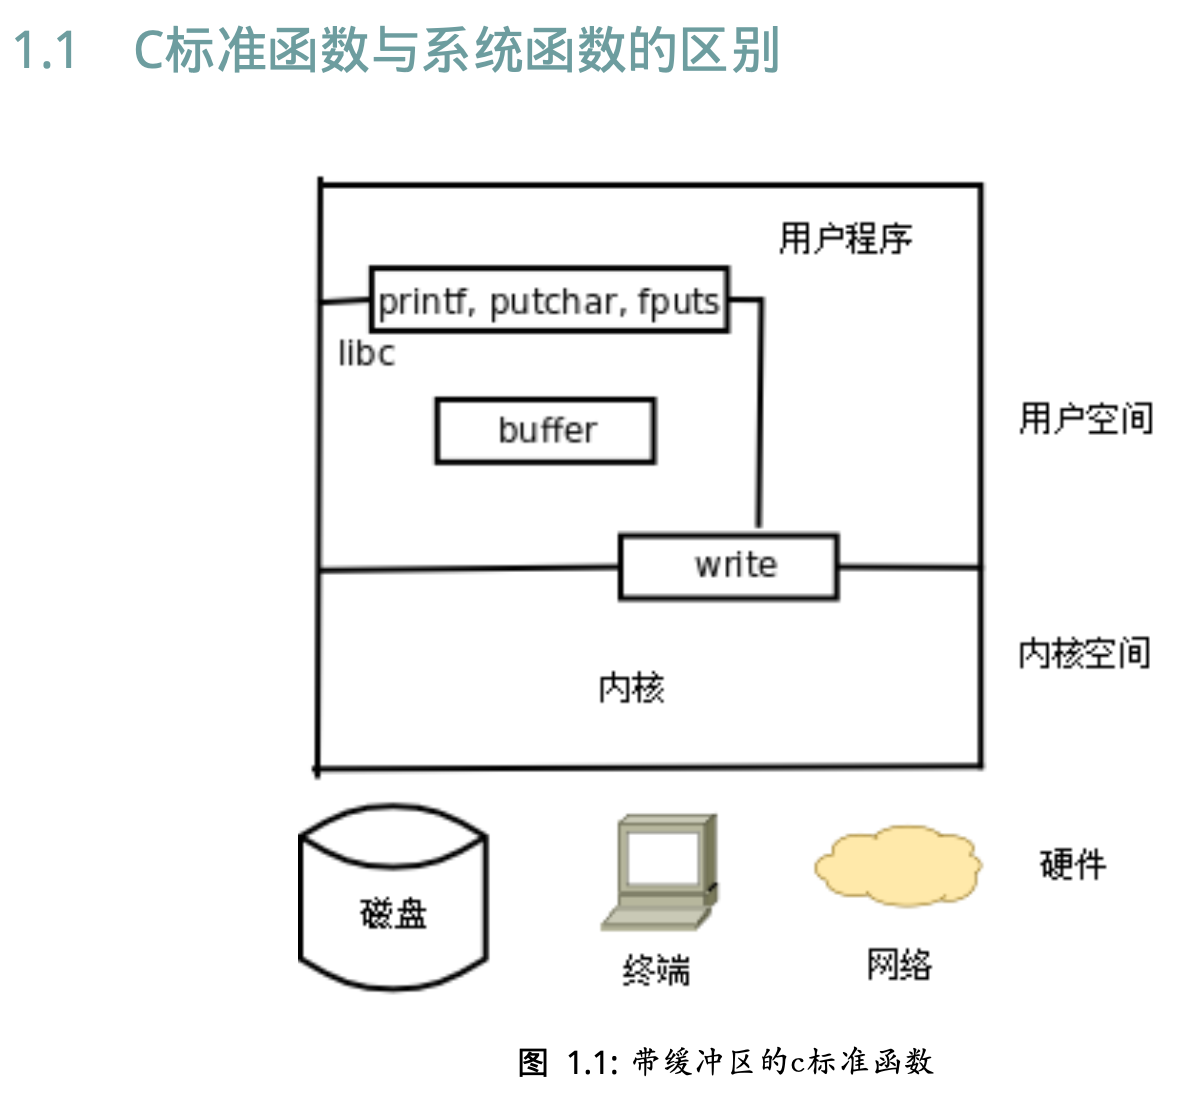 1.1 C标准函数与系统函数的区别
用户程序
printf, putchar, fputs
libc
buffer
用户空间
write
内核空间
内核
磁盘
终端
网络
硬件
图 1.1: 带缓冲区的c标准函数